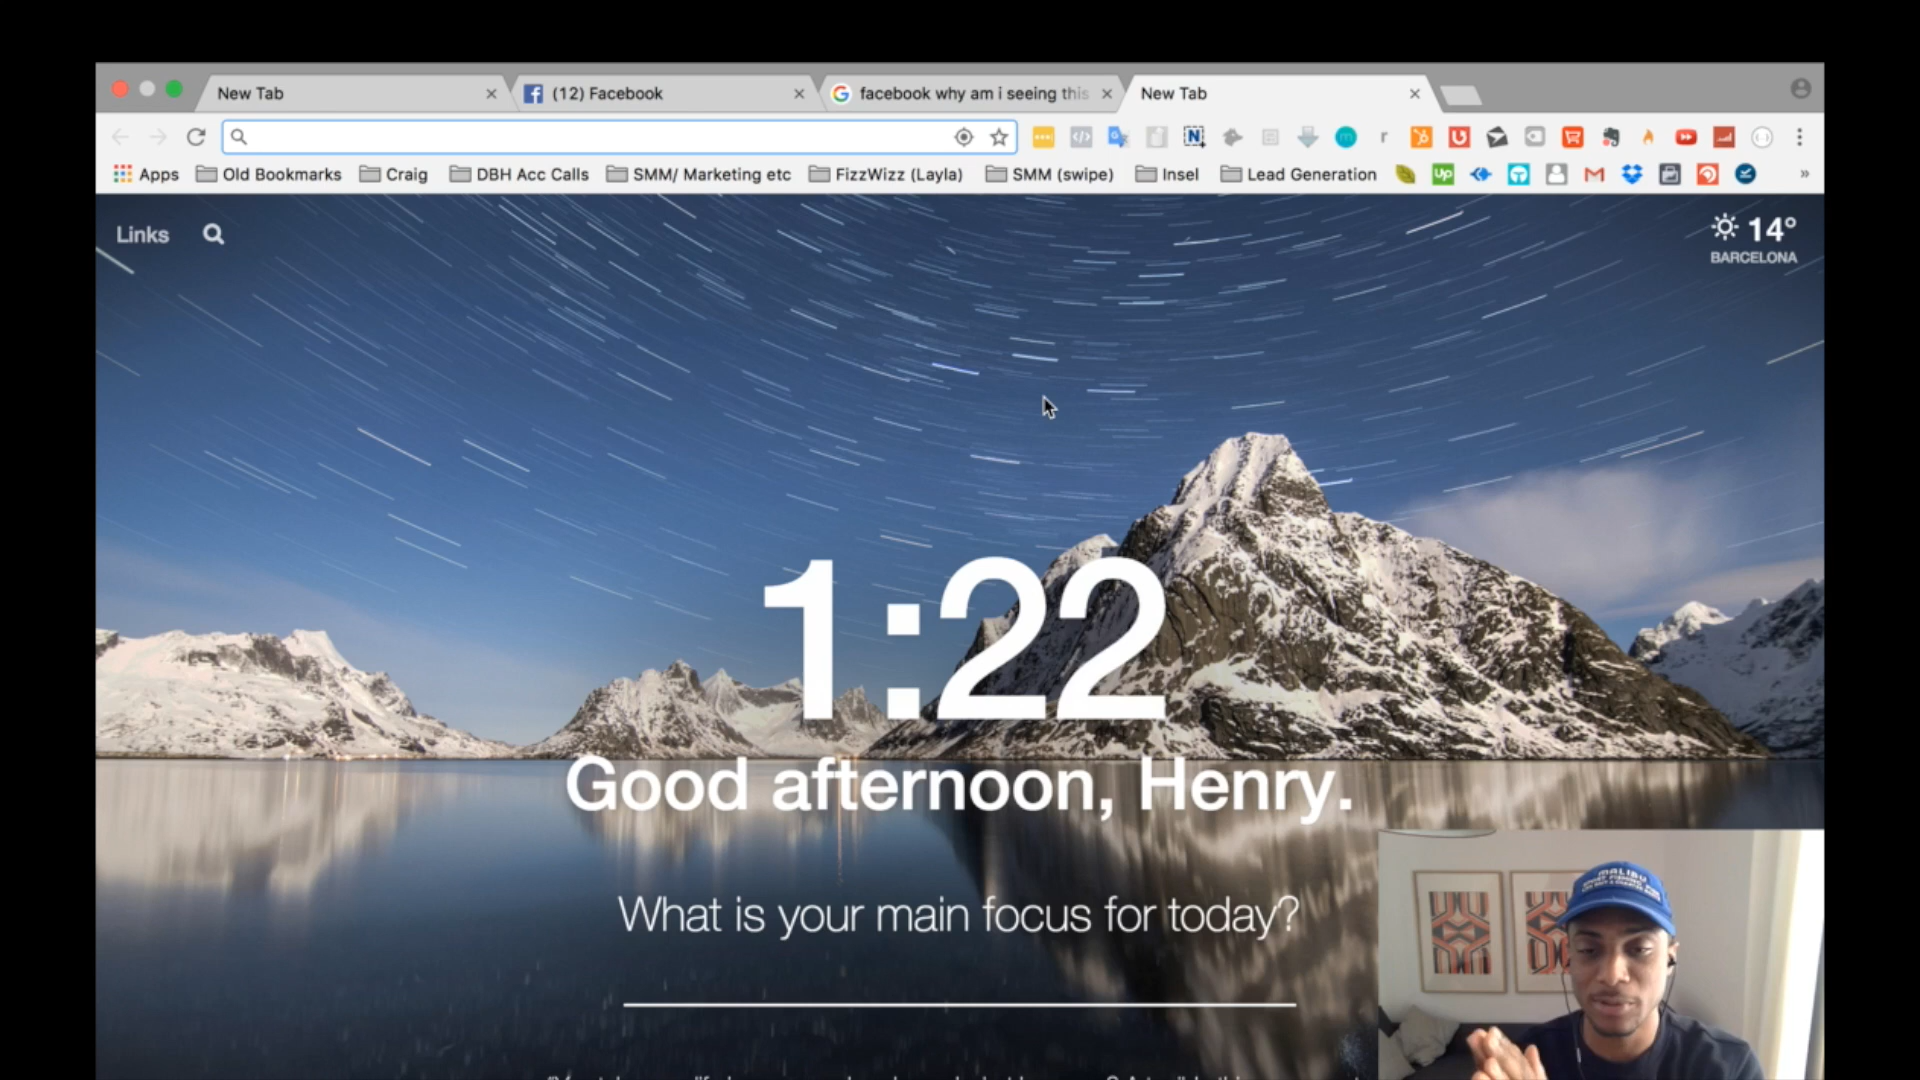 New Tab
(12) Facebook
facebook why am i seeing this
New Tab
Apps
Old Bookmarks
Craig
DBH Acc Calls
SMM/ Marketing etc
FizzWizz (Layla)
SMM (swipe)
Insel
Lead Generation
Links
14°
BARCELONA
1:22
Good afternoon, Henry.
What is your main focus for today?
MALIBU